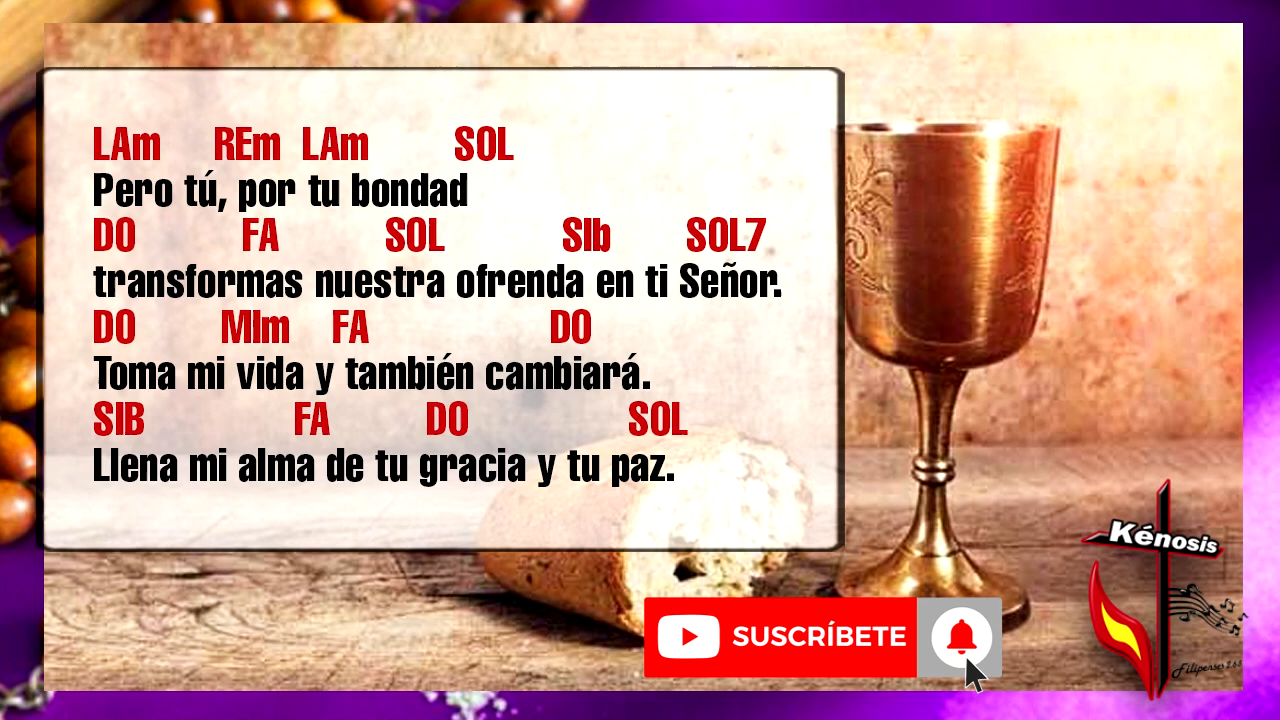 LAm REm LAm SOL
Pero tú, por tu bondad
DO FA SOL SIb SOL7
transformas nuestra ofrenda en ti Señor.
DO MIm FA DO
Toma mi vida y también cambiará.
SIB FA DO SOL
Llena mi alma de tu gracia y tu paz.
Kénosis
SUSCRÍBETE